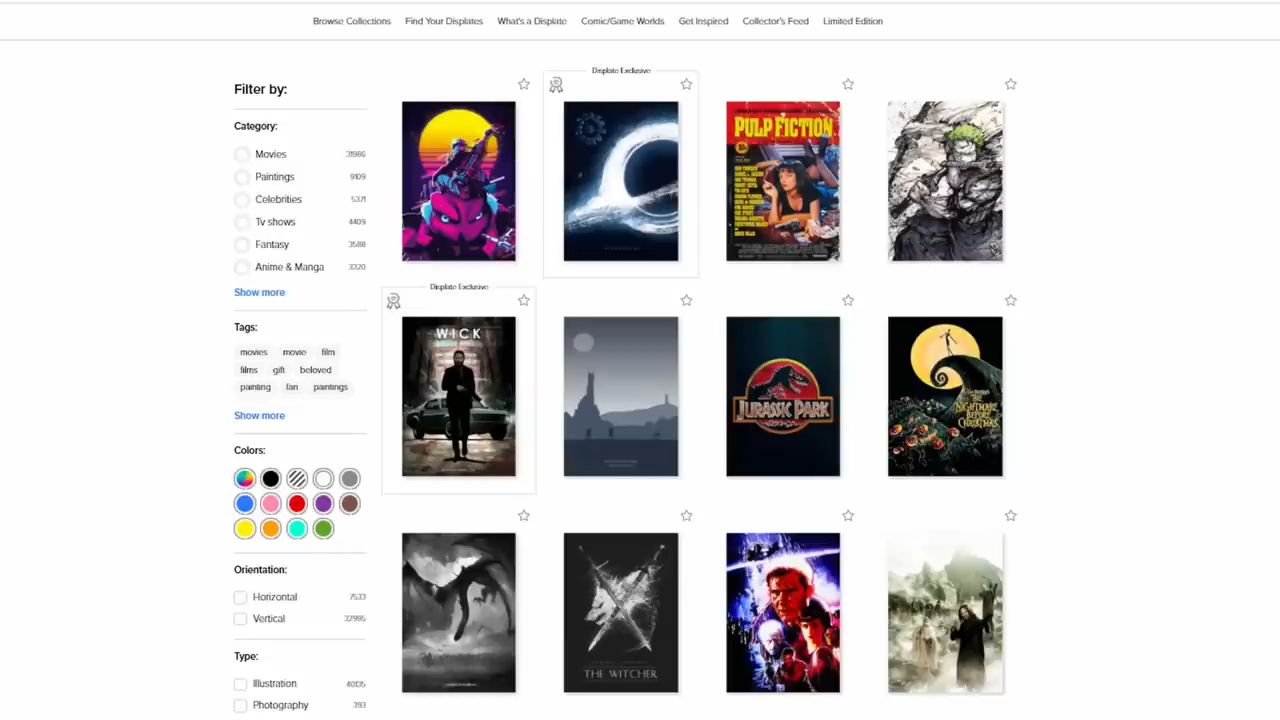 Browse Collections Find Your Displates What's a Displate Comic/Game Worlds Get Inspired Collector's Feed Limited Edition
Filter by:
Category:
Movies 31986
Paintings 9109
Celebrities 5371
Tv shows 4409
Fantasy 3588
Anime & Manga 3320
Show more
Tags:
movies movie film
films gift beloved
painting fan paintings
Show more
Colors:
Orientation:
Horizontal 7533
Vertical 32995
Type:
Illustration 40135
Photography 393
Displate Exclusive
PULP FICTION
10¢
Displate Exclusive
WICK
JURASSIC PARK
THE
NIGHTMARE
BEFORE
CHRISTMAS
THE WITCHER